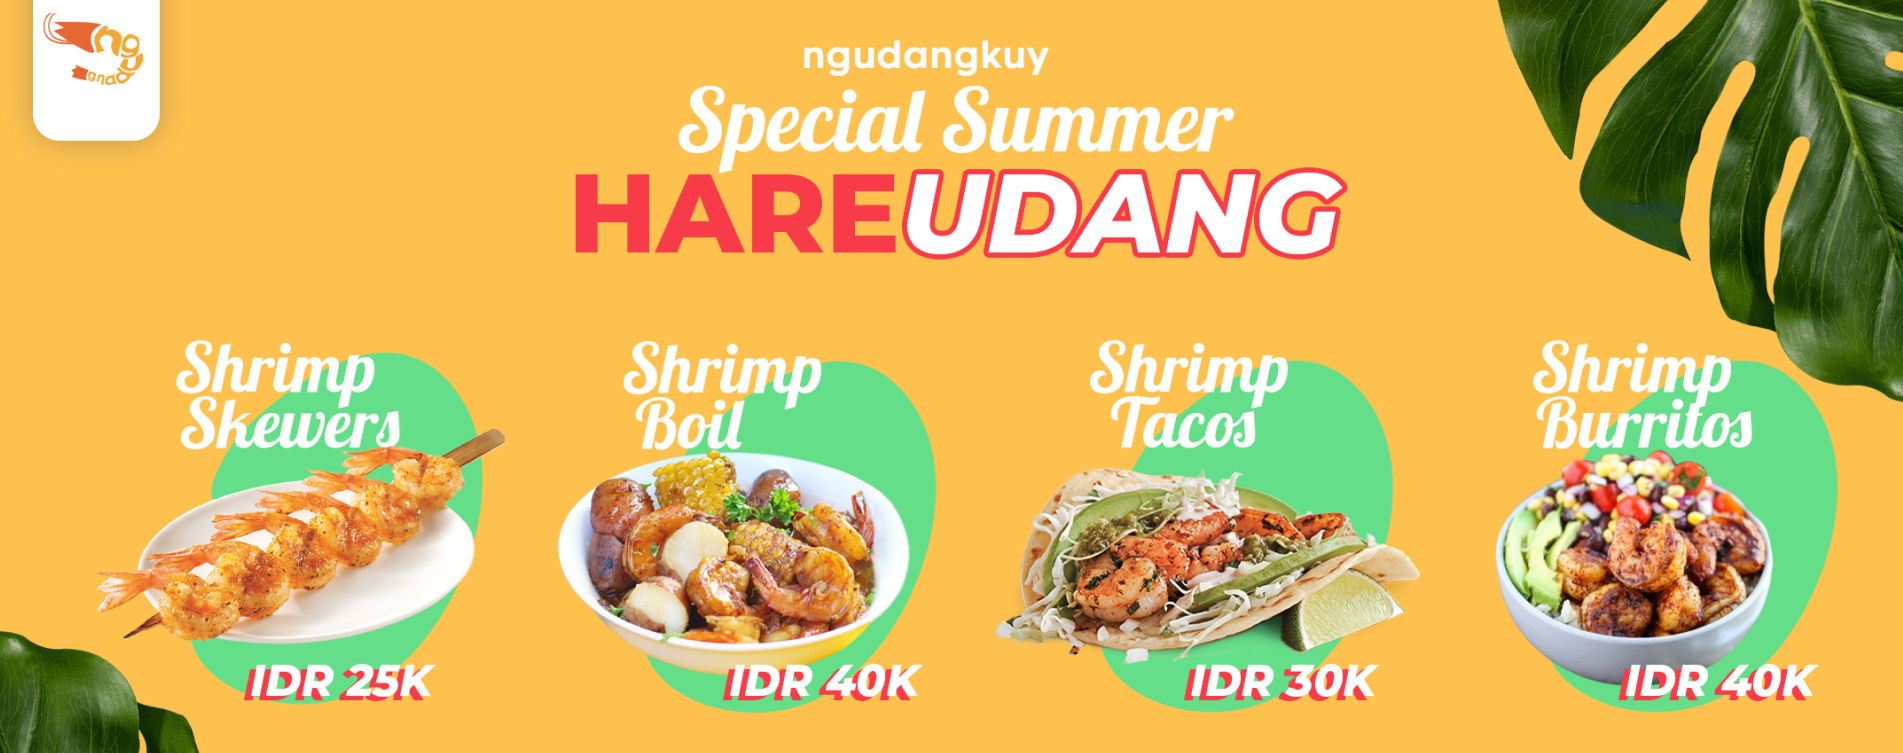 ngudang
ngudangkuy
Special Summer
HAREUDANG
Shrimp
Skewers
IDR 25K
Shrimp
Boil
IDR 40K
Shrimp
Tacos
IDR 30K
Shrimp
Burritos
IDR 40K